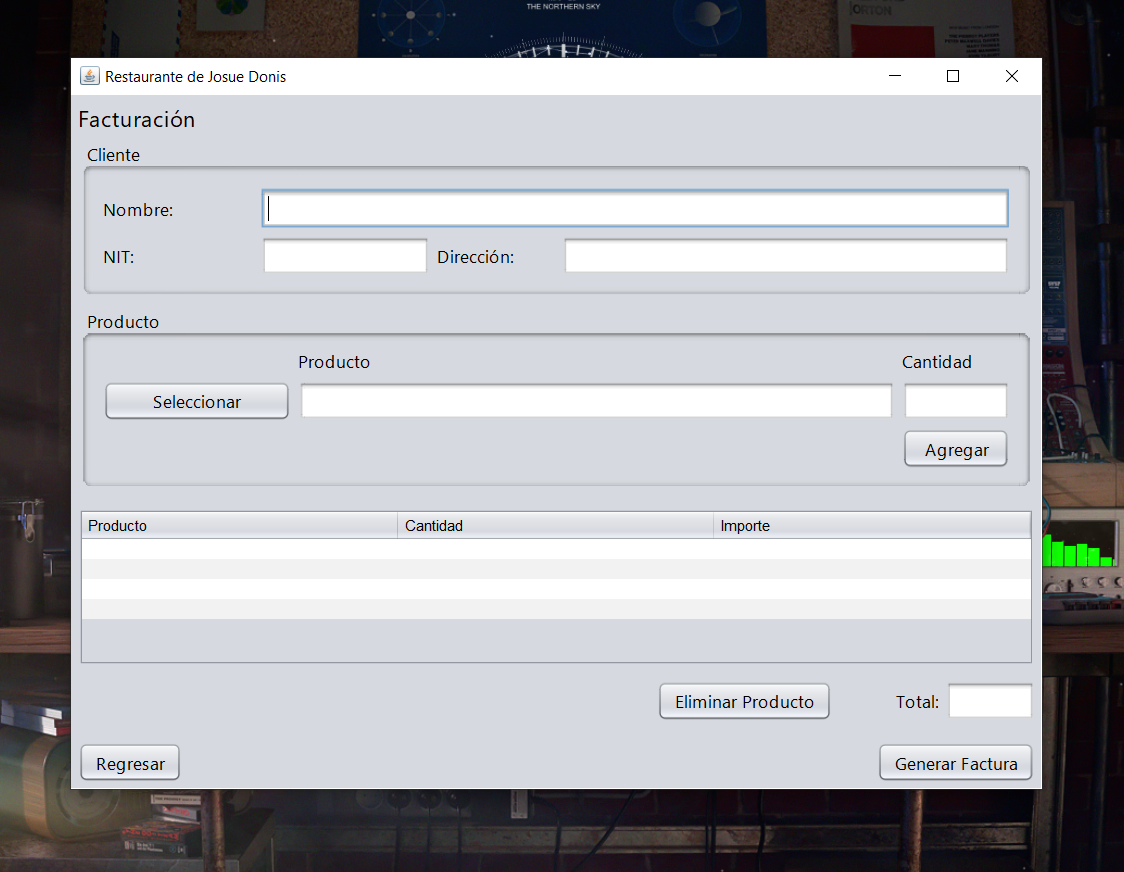 THE NORTHERN SKY
Restaurante de Josue Donis
Facturación
Cliente
Nombre:
NIT:
Dirección:
Producto
Producto
Cantidad
Seleccionar
Agregar
Producto
Cantidad
Importe
Eliminar Producto
Total:
Regresar
Generar Factura